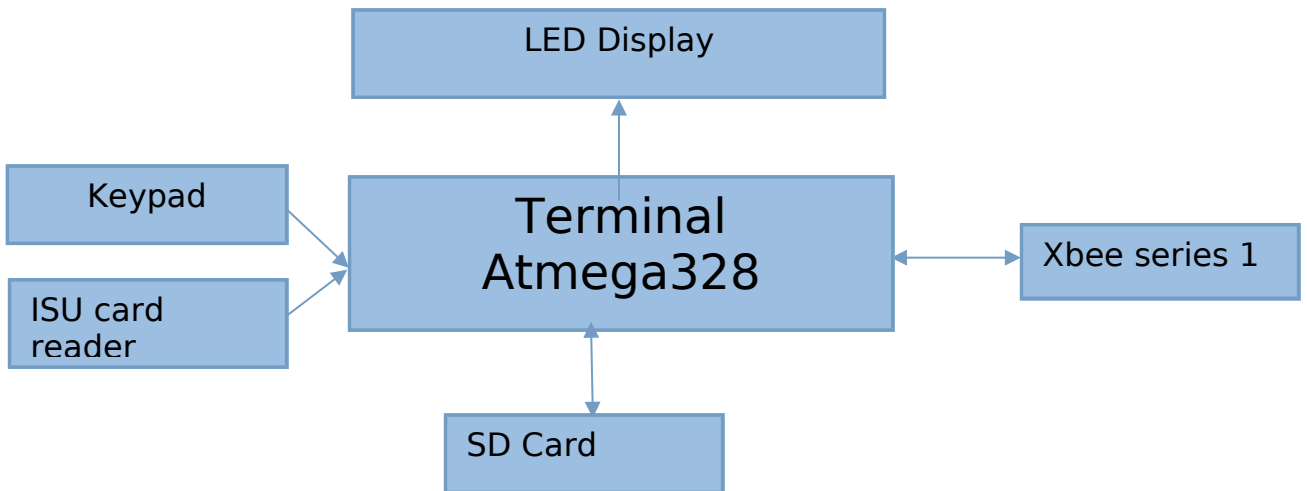 LED Display
Keypad
Terminal
Atmega328
Xbee series 1
ISU card
reader
SD Card